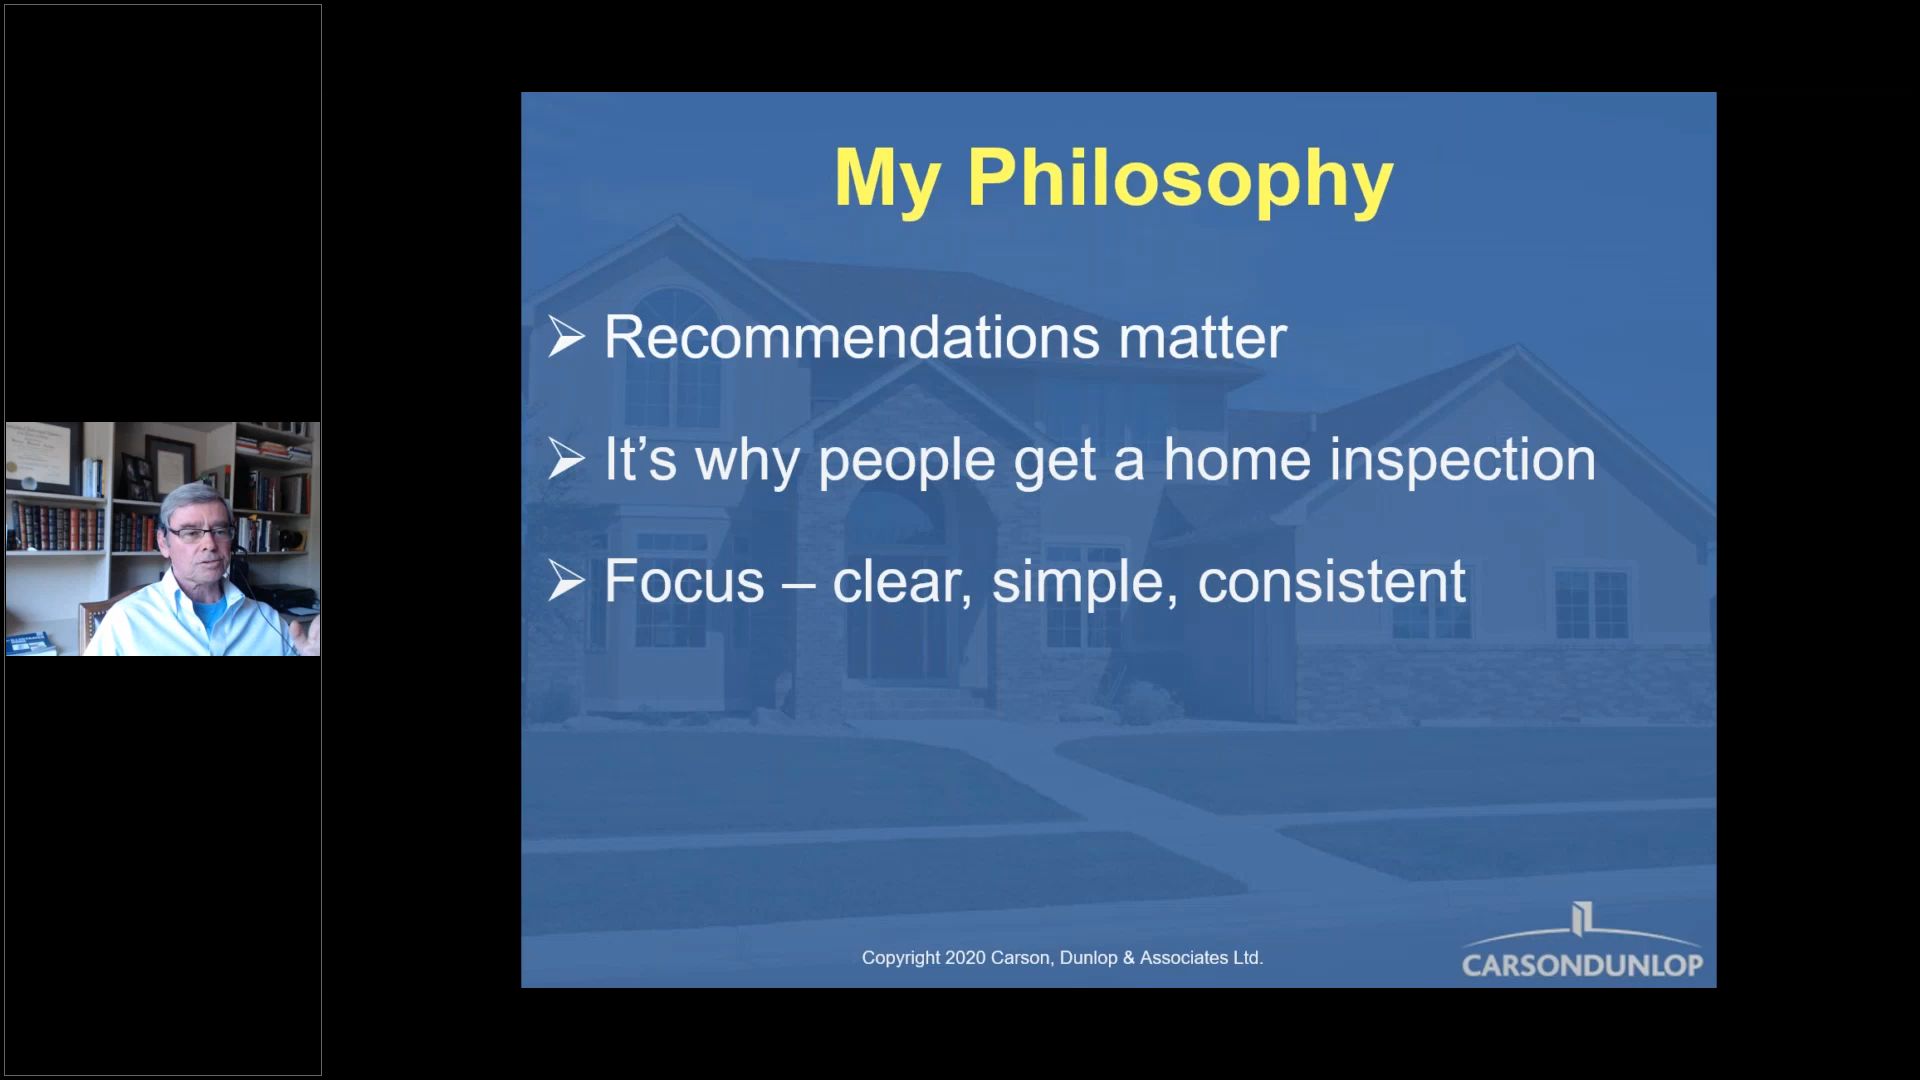 My Philosophy
➢ Recommendations matter
➢ It’s why people get a home inspection
➢ Focus – clear, simple, consistent
Copyright 2020 Carson, Dunlop & Associates Ltd.
CARSONDUNLOP